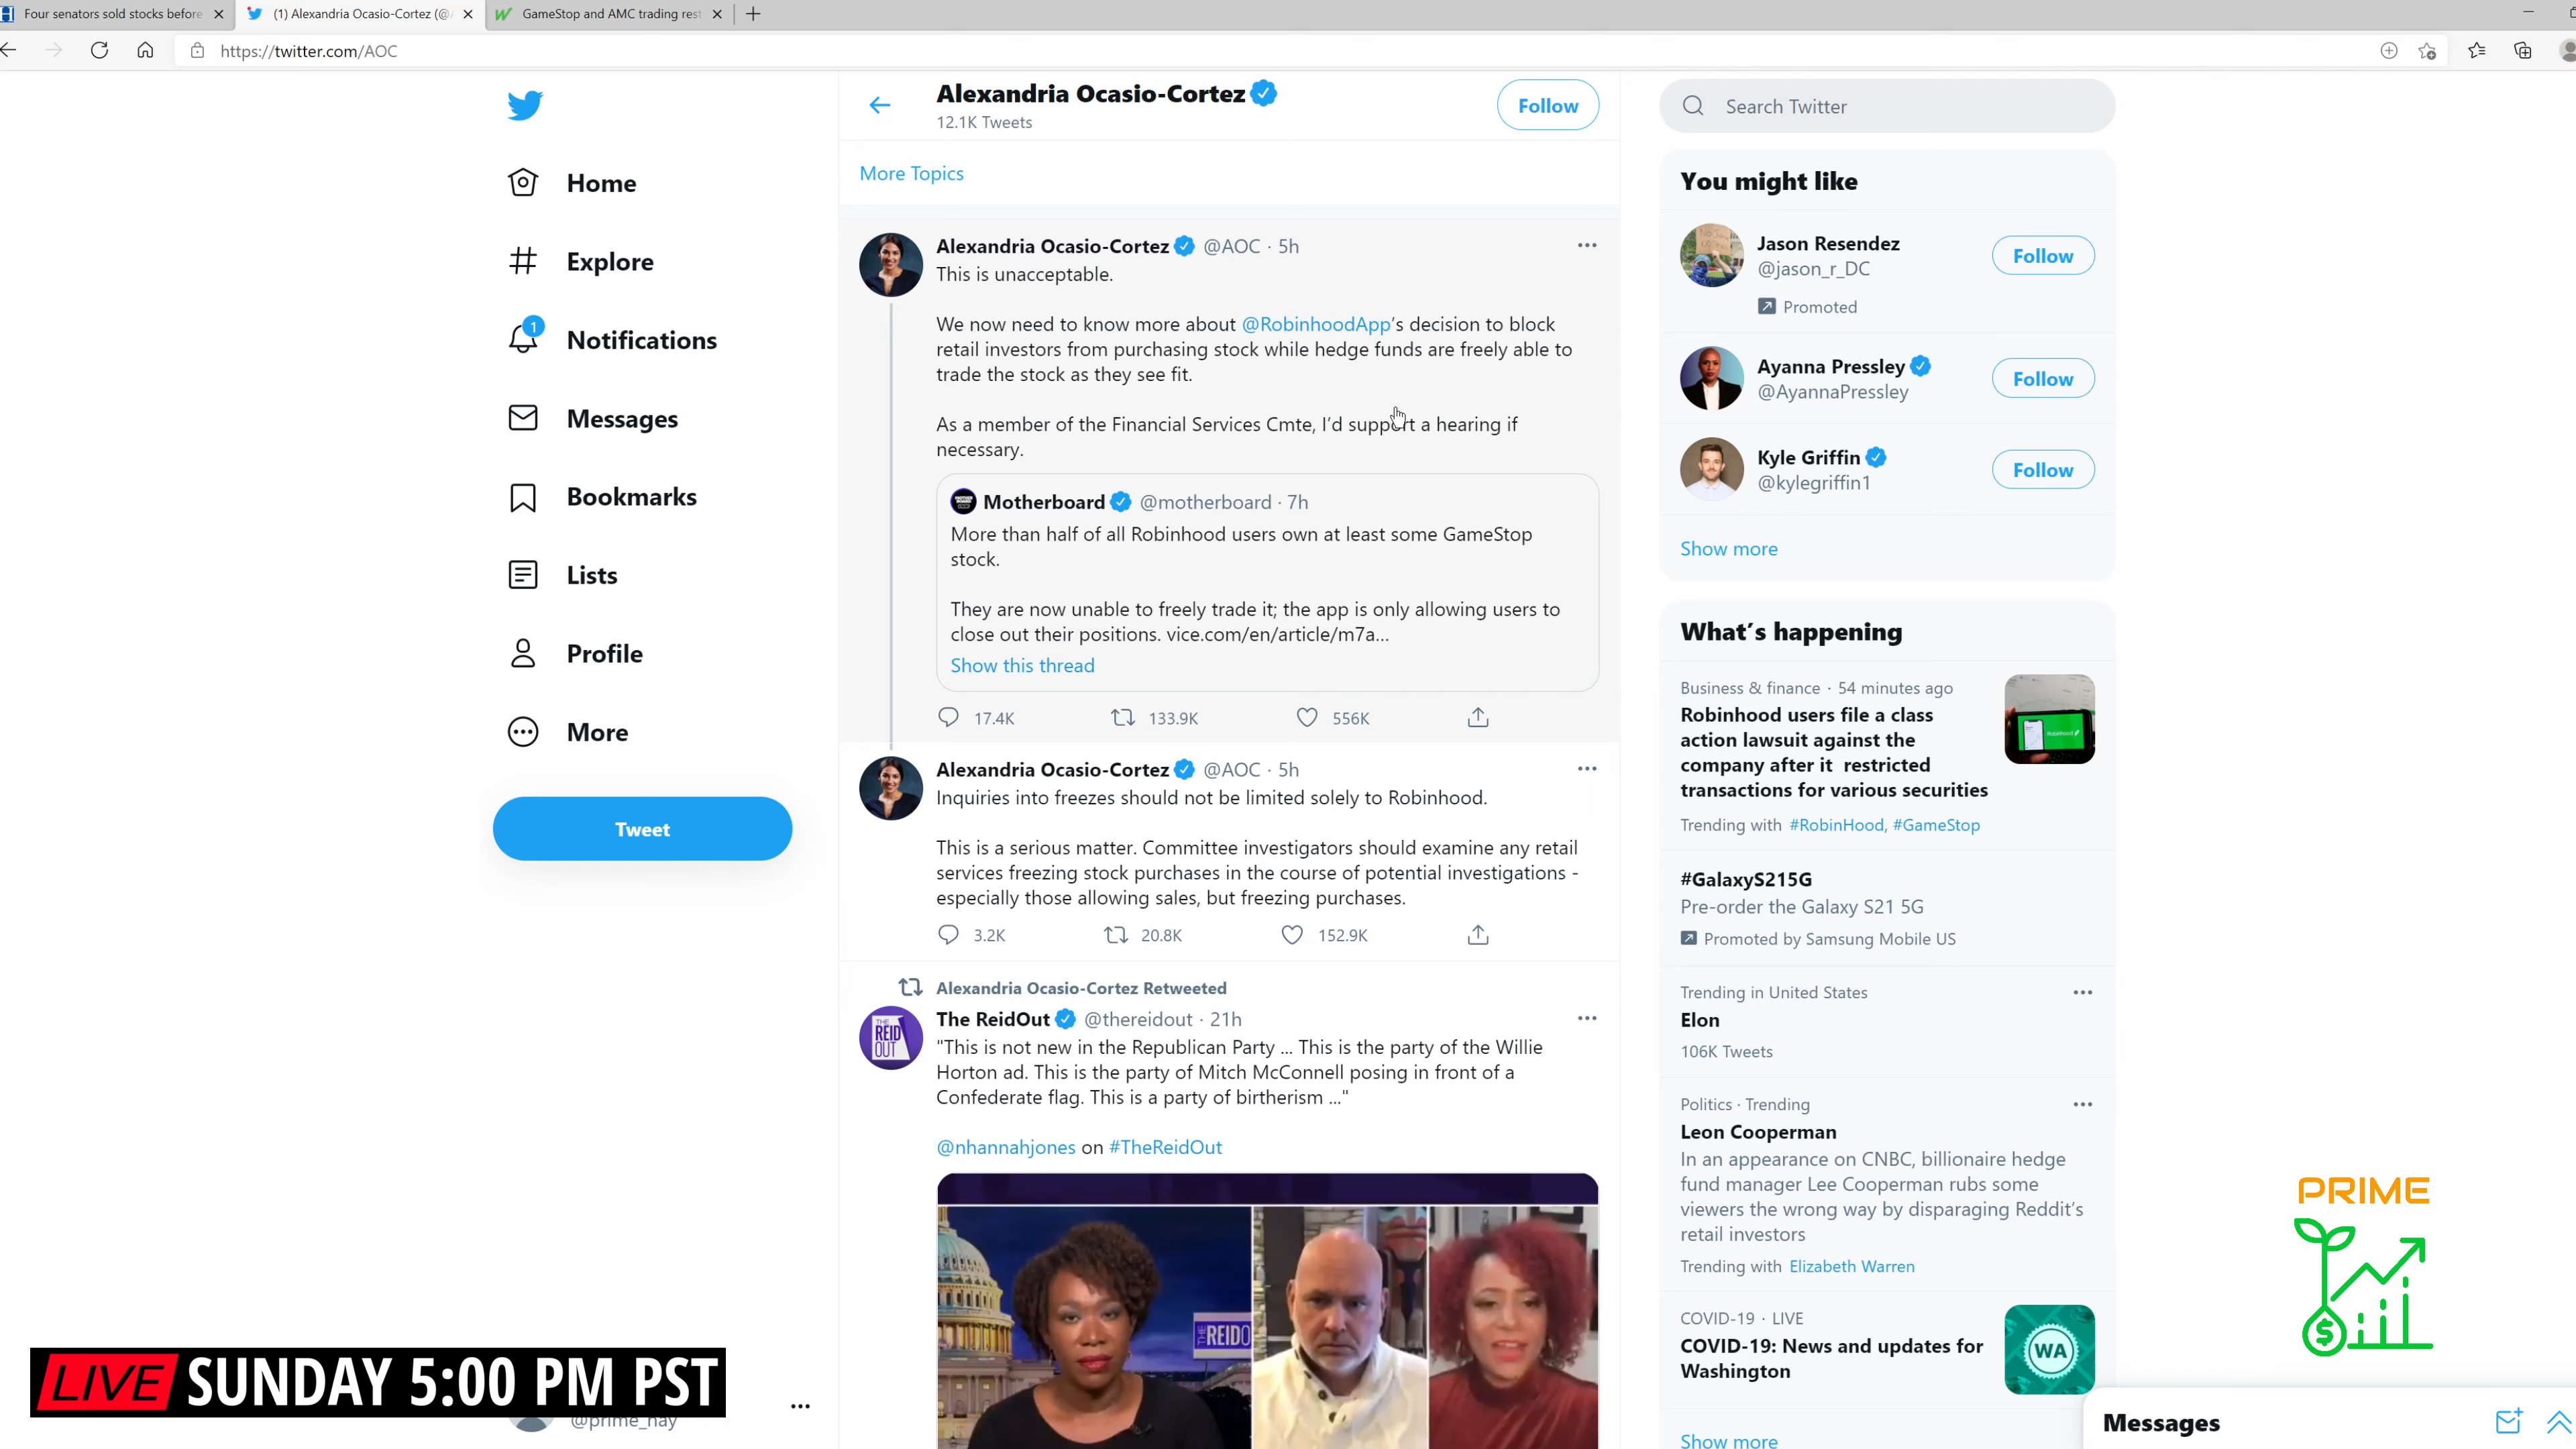 Four senators sold stocks before
(1) Alexandria Ocasio-Cortez (@A
GameStop and AMC trading rest
https://twitter.com/AOC
Home
Explore
1
Notifications
Messages
Bookmarks
Lists
Profile
More
Tweet
Alexandria Ocasio-Cortez
12.1K Tweets
Follow
More Topics
Alexandria Ocasio-Cortez @AOC · 5h
This is unacceptable.
We now need to know more about @RobinhoodApp's decision to block
retail investors from purchasing stock while hedge funds are freely able to
trade the stock as they see fit.
As a member of the Financial Services Cmte, I'd support a hearing if
necessary.
Motherboard @motherboard · 7h
More than half of all Robinhood users own at least some GameStop
stock.
They are now unable to freely trade it; the app is only allowing users to
close out their positions. vice.com/en/article/m7a...
Show this thread
17.4K 133.9K 556K
Alexandria Ocasio-Cortez @AOC · 5h
Inquiries into freezes should not be limited solely to Robinhood.
This is a serious matter. Committee investigators should examine any retail
services freezing stock purchases in the course of potential investigations -
especially those allowing sales, but freezing purchases.
3.2K 20.8K 152.9K
Alexandria Ocasio-Cortez Retweeted
THE REID OUT
The ReidOut @thereidout · 21h
"This is not new in the Republican Party ... This is the party of the Willie
Horton ad. This is the party of Mitch McConnell posing in front of a
Confederate flag. This is a party of birtherism ..."
@nhannahjones on #TheReidOut
THE REIDO
Search Twitter
You might like
Jason Resendez
@jason_r_DC
Promoted
Follow
Ayanna Pressley
@AyannaPressley
Follow
Kyle Griffin
@kylegriffin1
Follow
Show more
What's happening
Business & finance · 54 minutes ago
Robinhood users file a class
action lawsuit against the
company after it restricted
transactions for various securities
Trending with #RobinHood, #GameStop
#GalaxyS215G
Pre-order the Galaxy S21 5G
Promoted by Samsung Mobile US
Trending in United States
Elon
106K Tweets
Politics · Trending
Leon Cooperman
In an appearance on CNBC, billionaire hedge
fund manager Lee Cooperman rubs some
viewers the wrong way by disparaging Reddit's
retail investors
Trending with Elizabeth Warren
COVID-19 · LIVE
COVID-19: News and updates for
Washington
WA
Show more
Messages
PRIME
$
LIVE SUNDAY 5:00 PM PST
@prime_nay